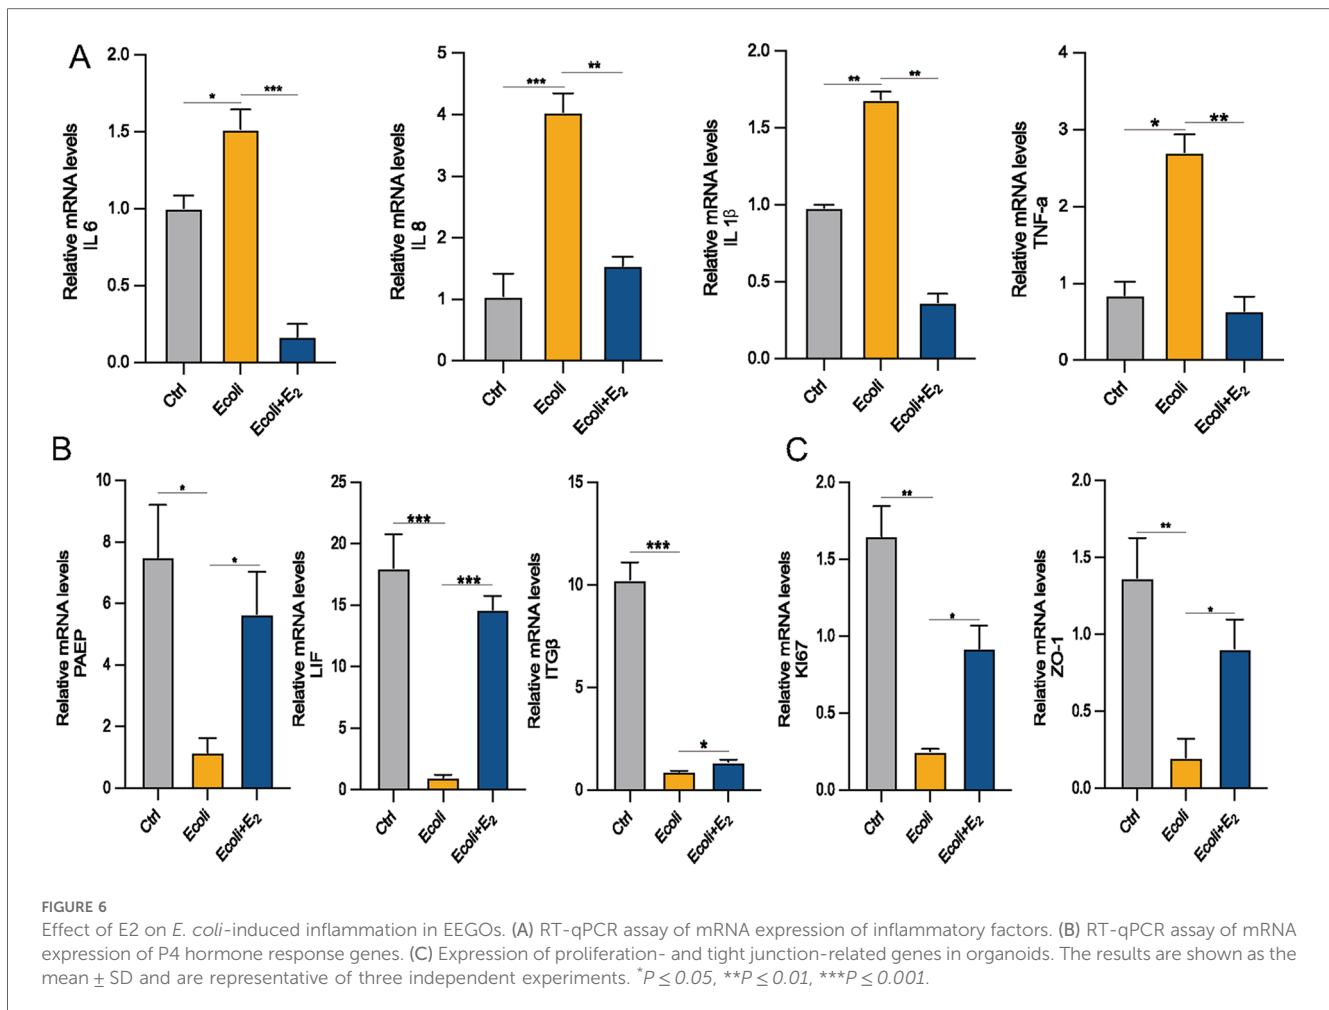 A
Relative mRNA levels
IL 6
2.0
1.5
1.0
0.5
0.0
*
***
Ctrl
Ecoli
Ecoli+E2
Relative mRNA levels
IL 8
5
4
3
2
1
0
***
**
Ctrl
Ecoli
Ecoli+E2
Relative mRNA levels
IL 1β
2.0
1.5
1.0
0.5
0.0
**
**
Ctrl
Ecoli
Ecoli+E2
Relative mRNA levels
TNF-a
4
3
2
1
0
*
**
Ctrl
Ecoli
Ecoli+E2
B
Relative mRNA levels
PAEP
10
8
6
4
2
0
*
*
Ctrl
Ecoli
Ecoli+E2
Relative mRNA levels
LIF
25
20
15
10
5
0
***
***
Ctrl
Ecoli
Ecoli+E2
Relative mRNA levels
ITGβ
15
10
5
0
***
*
Ctrl
Ecoli
Ecoli+E2
C
Relative mRNA levels
KI67
2.0
1.5
1.0
0.5
0.0
**
*
Ctrl
Ecoli
Ecoli+E2
Relative mRNA levels
ZO-1
2.0
1.5
1.0
0.5
0.0
**
*
Ctrl
Ecoli
Ecoli+E2
FIGURE 6
Effect of E2 on E. coli-induced inflammation in EEGOs. (A) RT-qPCR assay of mRNA expression of inflammatory factors. (B) RT-qPCR assay of mRNA
expression of P4 hormone response genes. (C) Expression of proliferation- and tight junction-related genes in organoids. The results are shown as the
mean ± SD and are representative of three independent experiments. *P ≤ 0.05, **P ≤ 0.01, ***P ≤ 0.001.